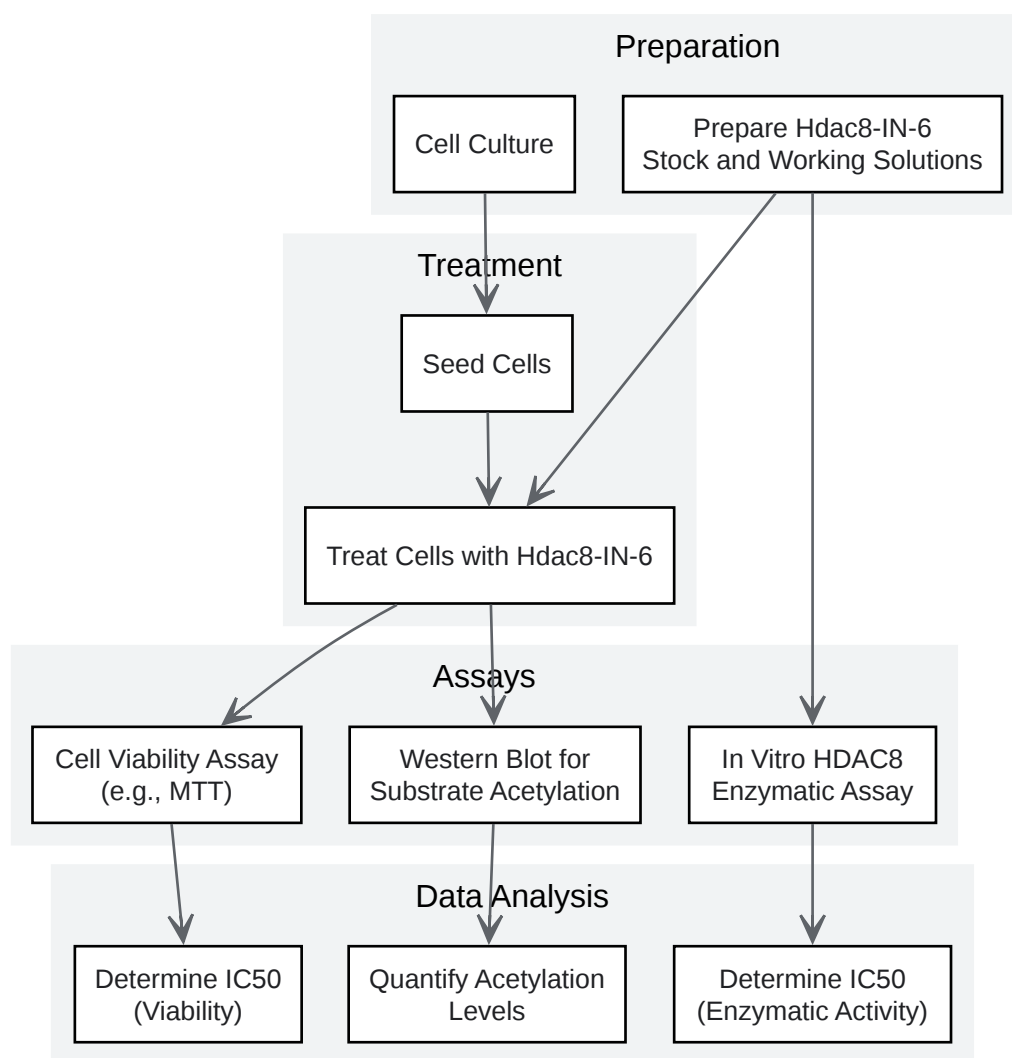 Preparation
Cell Culture
Prepare Hdac8-IN-6
Stock and Working Solutions
Treatment
Seed Cells
Treat Cells with Hdac8-IN-6
Assays
Cell Viability Assay
(e.g., MTT)
Western Blot for
Substrate Acetylation
In Vitro HDAC8
Enzymatic Assay
Data Analysis
Determine IC50
(Viability)
Quantify Acetylation
Levels
Determine IC50
(Enzymatic Activity)